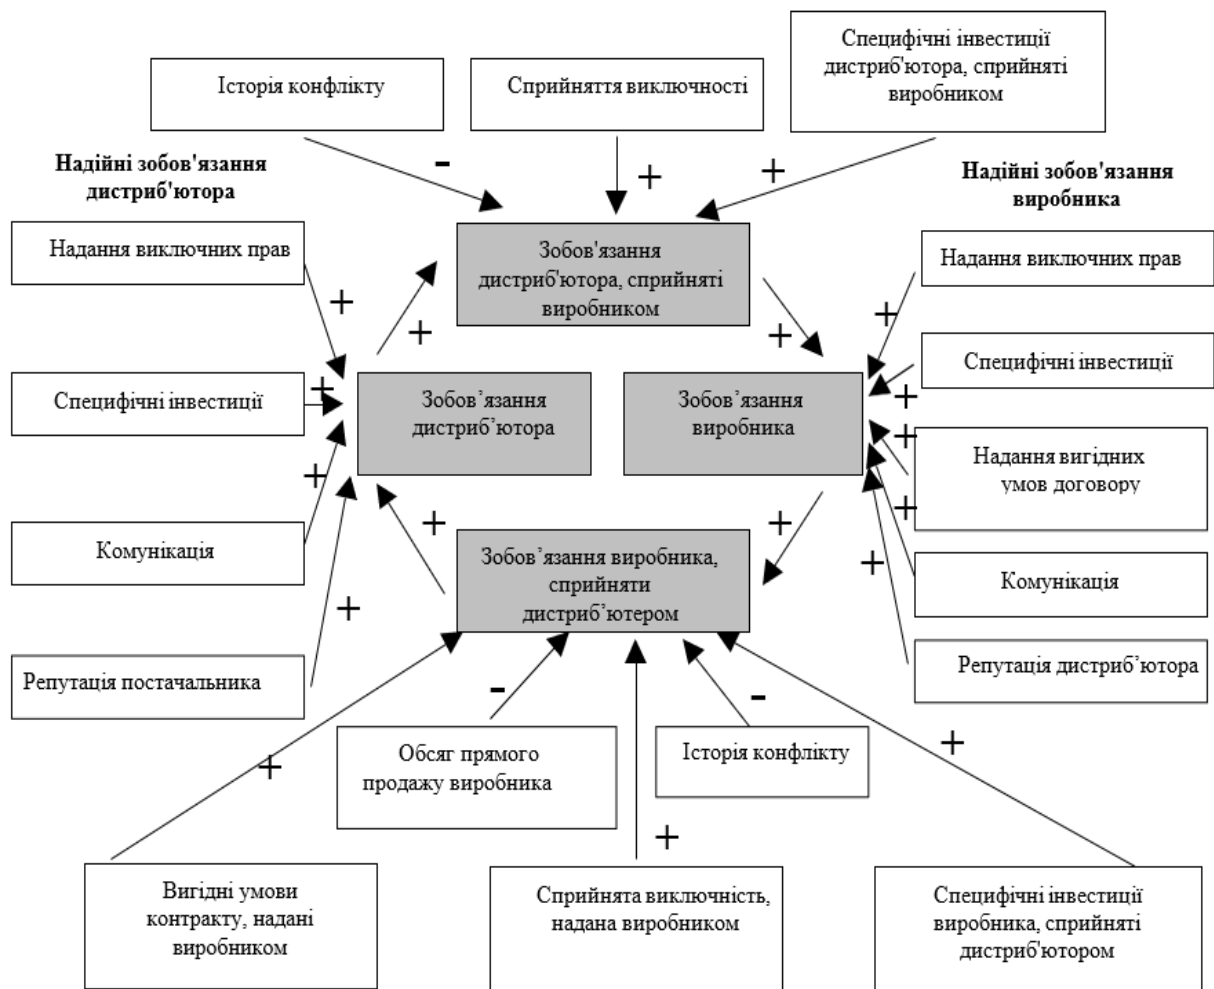 Історія конфлікту
Сприйняття виключності
Специфічні інвестиції
дистриб'ютора, сприйняті
виробником
-
+
+
Надійні зобов'язання
дистриб'ютора
Надійні зобов'язання
виробника
Надання виключних прав
Зобов'язання
дистриб'ютора, сприйняті
виробником
Надання виключних прав
+
+
+
+
Специфічні інвестиції
+
Зобов’язання
дистриб’ютора
Зобов’язання
виробника
Специфічні інвестиції
+
+
Надання вигідних
умов договору
+
+
Комунікація
+
Зобов’язання виробника,
сприйняти
дистриб’ютером
+
+
Комунікація
+
Репутація постачальника
Репутація дистриб’ютора
-
-
+
Обсяг прямого
продажу виробника
Історія конфлікту
+
+
Вигідні умови
контракту, надані
виробником
Сприйнята виключність,
надана виробником
Специфічні інвестиції
виробника, сприйняті
дистриб'ютором